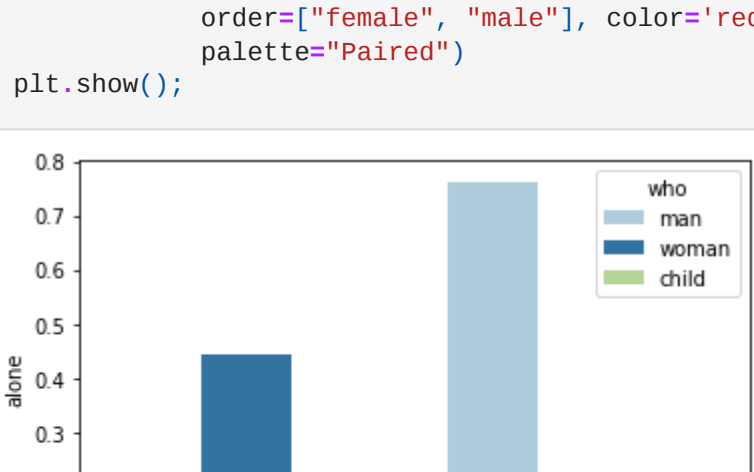 order=["female", "male"], color='red
palette="Paired")
plt.show();
0.8
who
man
0.7
woman
0.6
child
0.5
alone
0.4
0.3